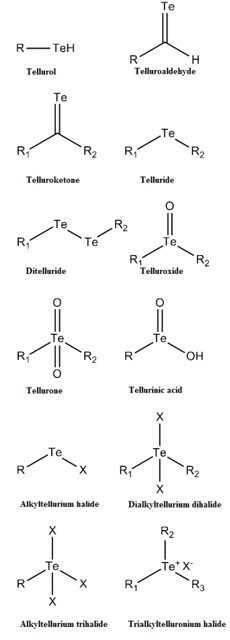 R—TeH
Te
R H
Tellurol Telluroaldehyde
Te
R1 R2
Te
R1 R2
Telluroketone Telluride
Te
R1 Te R2
O
Te
R1 R2
Ditelluride Telluroxide
O
Te
R1 R2
O
O
Te
R OH
Tellurone Tellurinic acid
Te
R X
X
Te
R1 R2
X
Alkyltellurium halide Dialkyltellurium dihalide
X
Te
R X
X
R2
Te+ X-
R1 R3
Alkyltellurium trihalide Trialkyltelluronium halide